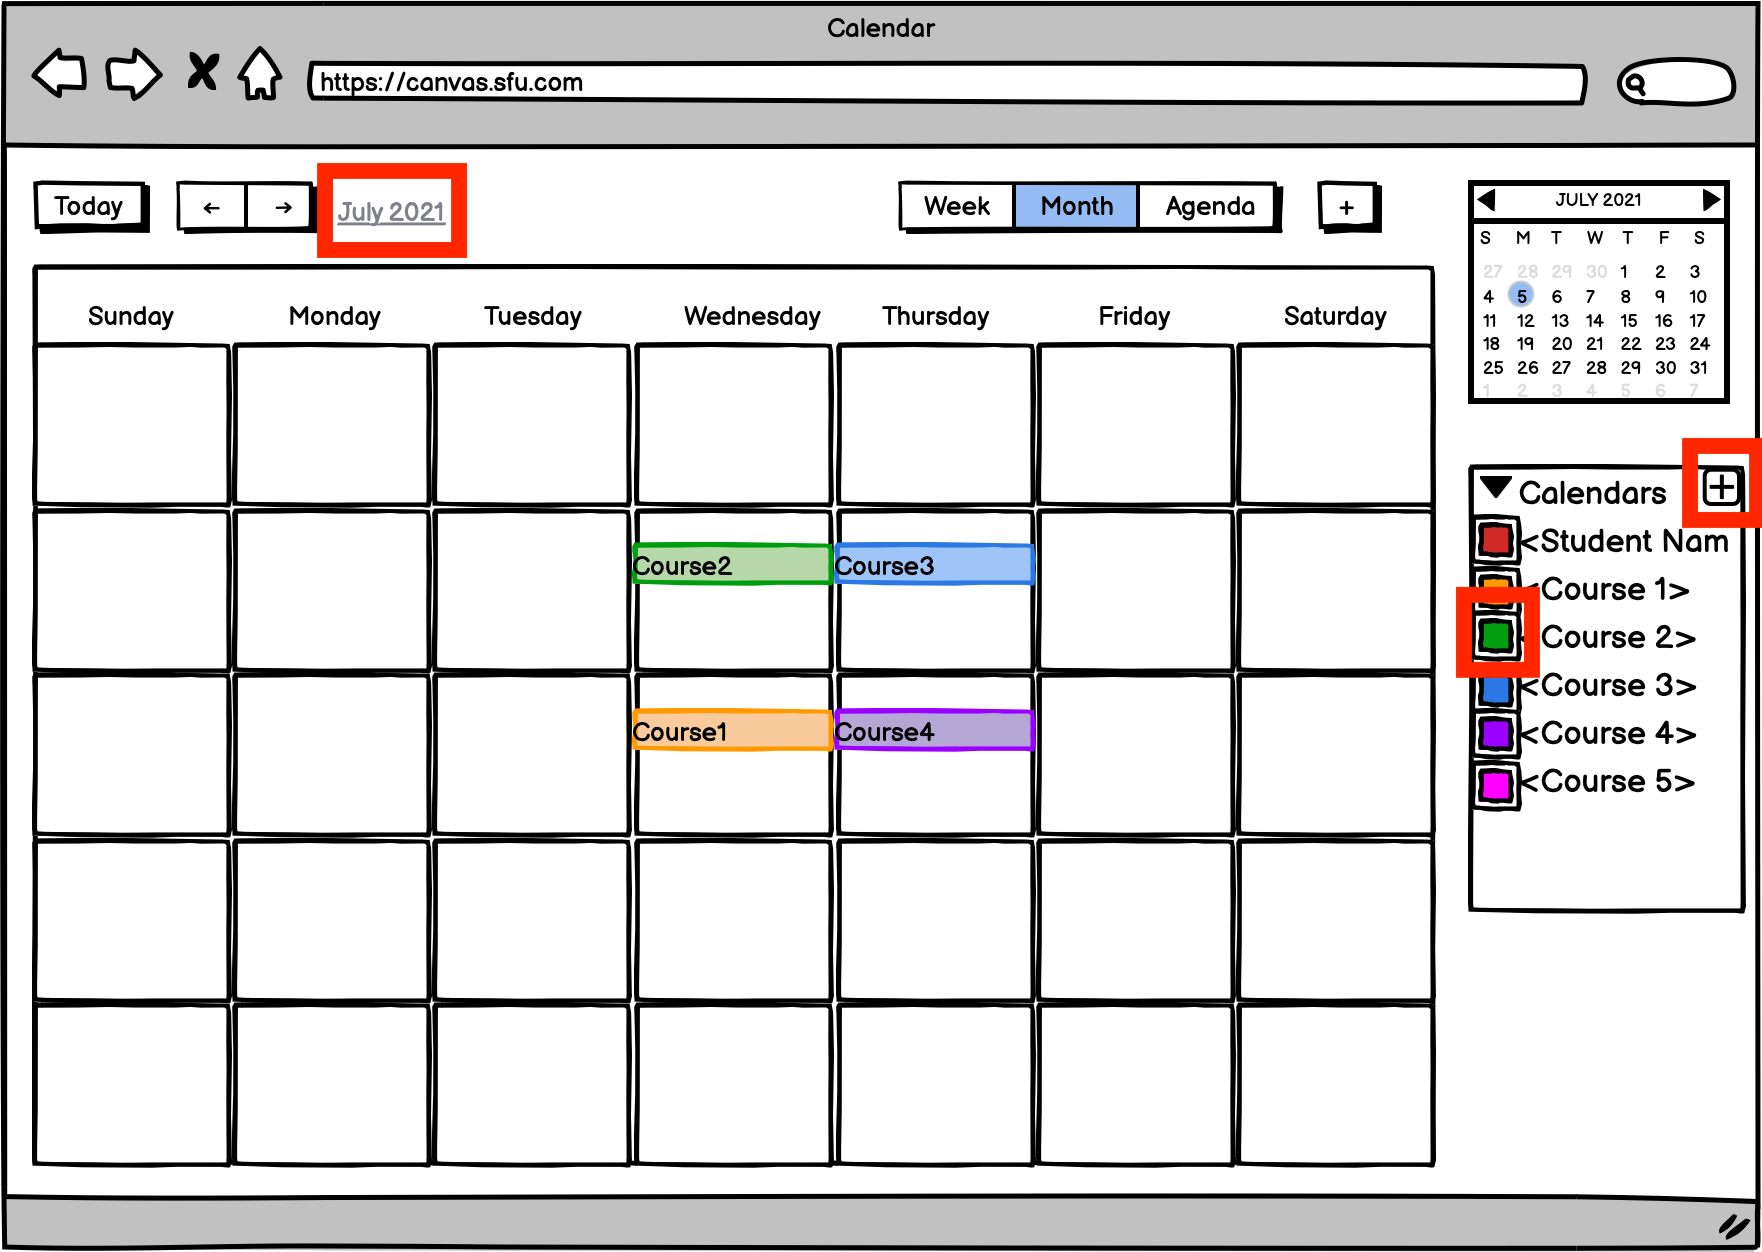 Calendar
https://canvas.sfu.com
Today ← → July 2021 Week Month Agenda +
Sunday Monday Tuesday Wednesday Thursday Friday Saturday
Course2 Course3
Course1 Course4
JULY 2021
S M T W T F S
27 28 29 30 1 2 3
4 5 6 7 8 9 10
11 12 13 14 15 16 17
18 19 20 21 22 23 24
25 26 27 28 29 30 31
1 2 3 4 5 6 7
Calendars +
<Student Nam
<Course 1>
Course 2>
<Course 3>
<Course 4>
<Course 5>